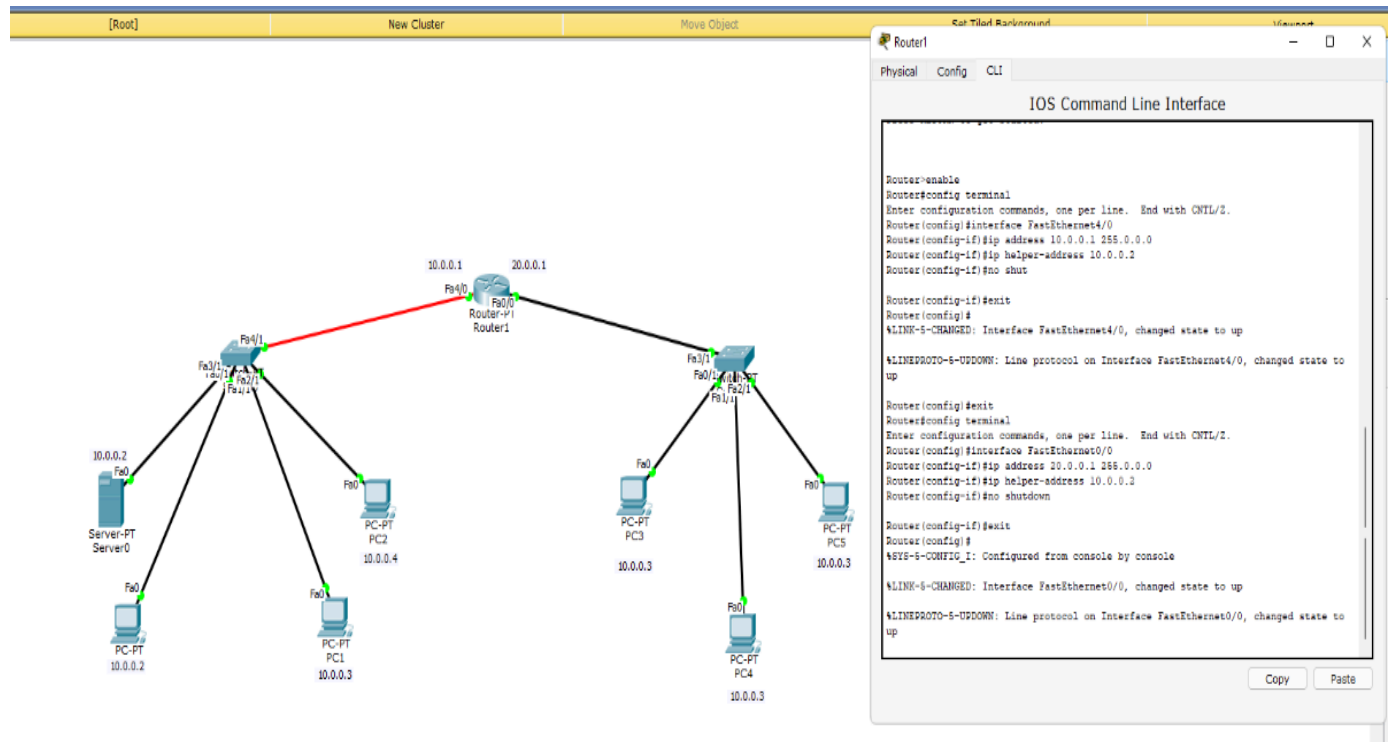 [Root]
New Cluster
Move Object
Set Tiled Background
Viewport
Router1
Physical
Config
CLI
IOS Command Line Interface
Router>enable
Router#config terminal
Enter configuration commands, one per line. End with CNTL/Z.
Router(config)#interface FastEthernet4/0
Router(config-if)#ip address 10.0.0.1 255.0.0.0
Router(config-if)#ip helper-address 10.0.0.2
Router(config-if)#no shut
Router(config-if)#exit
Router(config)#
%LINK-5-CHANGED: Interface FastEthernet4/0, changed state to up
%LINEPROTO-5-UPDOWN: Line protocol on Interface FastEthernet4/0, changed state to
up
Router(config)#exit
Router#config terminal
Enter configuration commands, one per line. End with CNTL/Z.
Router(config)#interface FastEthernet0/0
Router(config-if)#ip address 20.0.0.1 255.0.0.0
Router(config-if)#ip helper-address 10.0.0.2
Router(config-if)#no shutdown
Router(config-if)#exit
Router(config)#
%SYS-5-CONFIG_I: Configured from console by console
%LINK-5-CHANGED: Interface FastEthernet0/0, changed state to up
%LINEPROTO-5-UPDOWN: Line protocol on Interface FastEthernet0/0, changed state to
up
Copy
Paste
10.0.0.1
20.0.0.1
Fa4/0
Fa0/0
Router-PT
Router1
Fa4/1
Fa3/1
Fa2/1
Fa1/1
Fa3/1
Fa0/1
Fa2/1
Fa1/1
10.0.0.2
Fa0
Server-PT
Server0
Fa0
PC-PT
10.0.0.2
Fa0
PC-PT
PC1
10.0.0.3
Fa0
PC-PT
PC2
10.0.0.4
Fa0
PC-PT
PC3
10.0.0.3
Fa0
PC-PT
PC4
10.0.0.3
Fa0
PC-PT
PC5
10.0.0.3